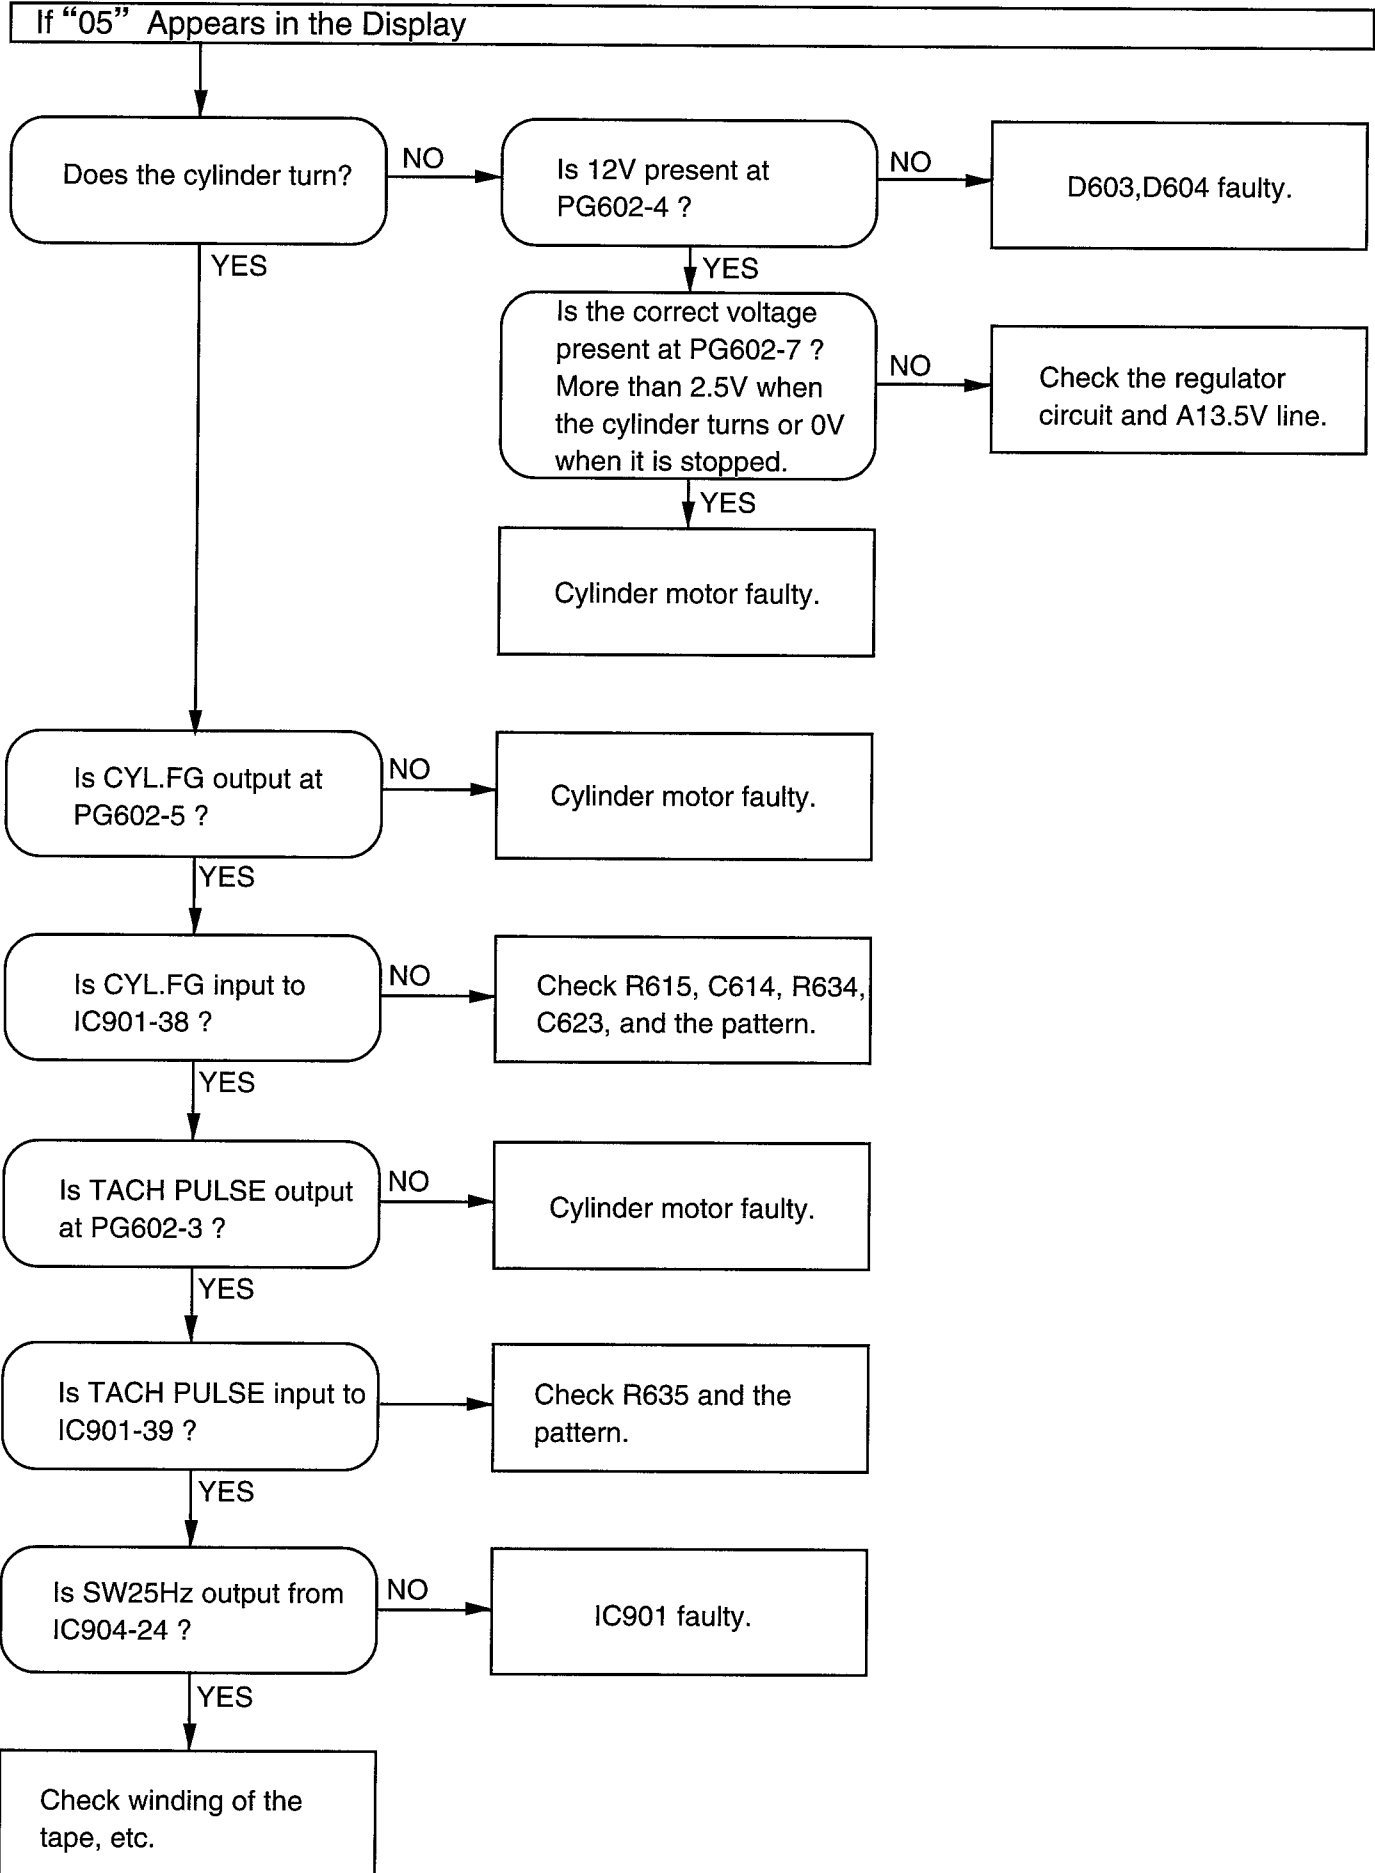 If “05” Appears in the Display
Does the cylinder turn?
NO
Is 12V present at
PG602-4 ?
NO
D603,D604 faulty.
YES
YES
Is the correct voltage
present at PG602-7 ?
More than 2.5V when
the cylinder turns or 0V
when it is stopped.
NO
Check the regulator
circuit and A13.5V line.
YES
Cylinder motor faulty.
Is CYL.FG output at
PG602-5 ?
NO
Cylinder motor faulty.
YES
Is CYL.FG input to
IC901-38 ?
NO
Check R615, C614, R634,
C623, and the pattern.
YES
Is TACH PULSE output
at PG602-3 ?
NO
Cylinder motor faulty.
YES
Is TACH PULSE input to
IC901-39 ?
Check R635 and the
pattern.
YES
Is SW25Hz output from
IC904-24 ?
NO
IC901 faulty.
YES
Check winding of the
tape, etc.